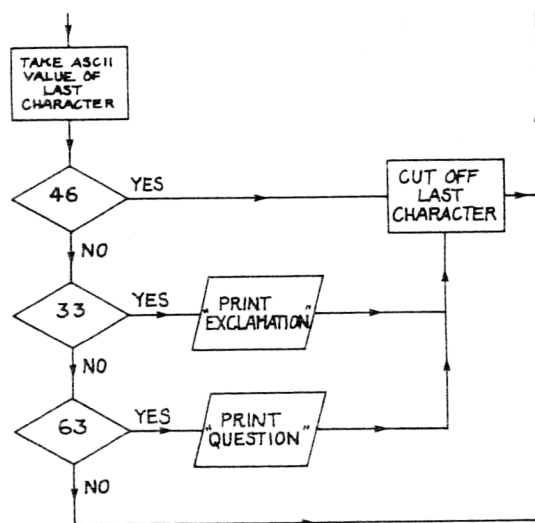 TAKE ASCII
VALUE OF
LAST
CHARACTER
46
YES
CUT OFF
LAST
CHARACTER
NO
33
YES
"PRINT
EXCLAMATION"
NO
63
YES
"PRINT
QUESTION"
NO